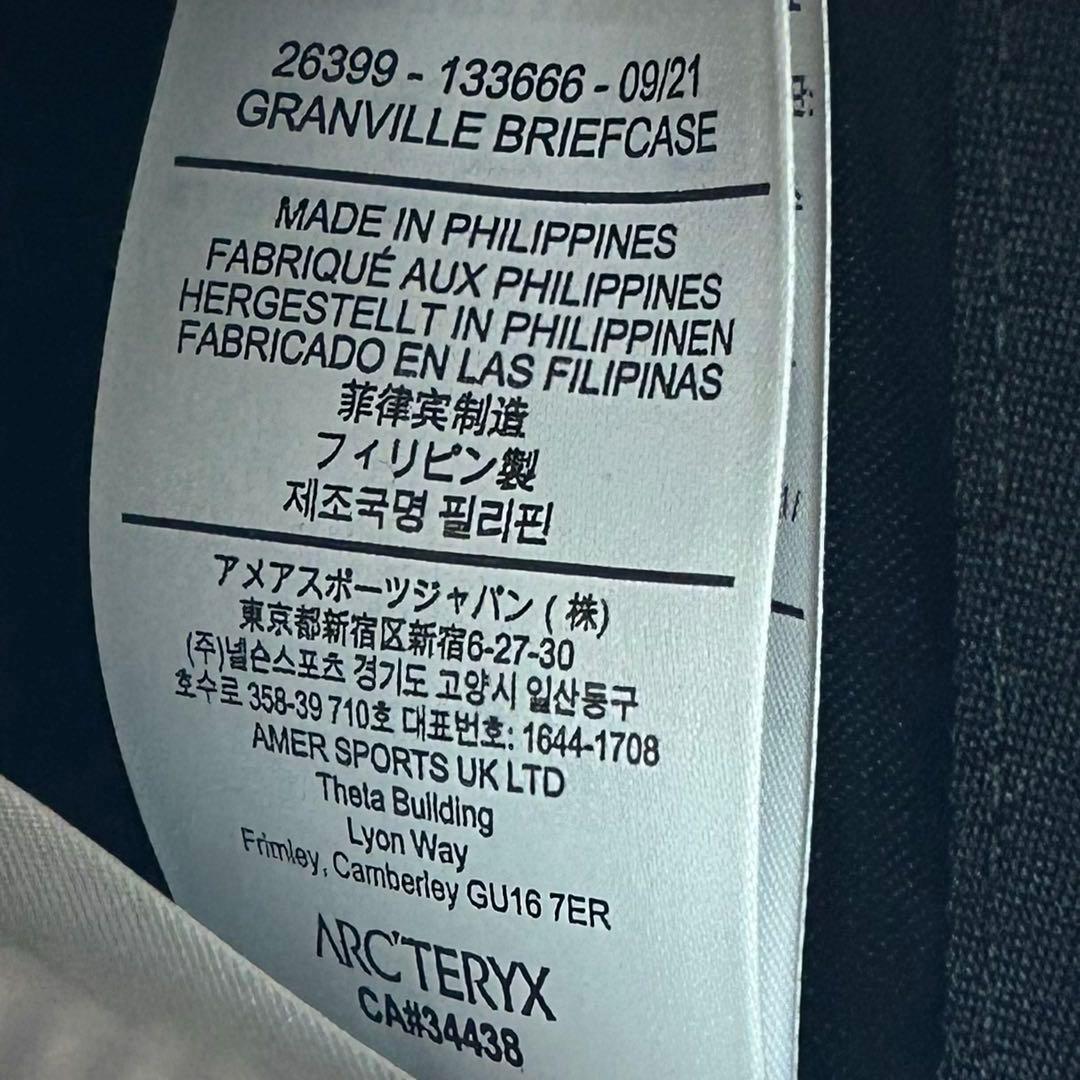 26399 - 133666 - 09/21
GRANVILLE BRIEFCASE
MADE IN PHILIPPINES
FABRIQUÉ AUX PHILIPPINES
HERGESTELLT IN PHILIPPINEN
FABRICADO EN LAS FILIPINAS
菲律宾制造
フィリピン製
제조국명 필리핀
アメアスポーツジャパン ( 株)
東京都新宿区新宿6-27-30
(주)넬슨스포츠 경기도 고양시 일산동구
호수로 358-39 710호 대표번호: 1644-1708
AMER SPORTS UK LTD
Theta Building
Lyon Way
Frimley, Camberley GU16 7ER
ARC'TERYX
CA#34438